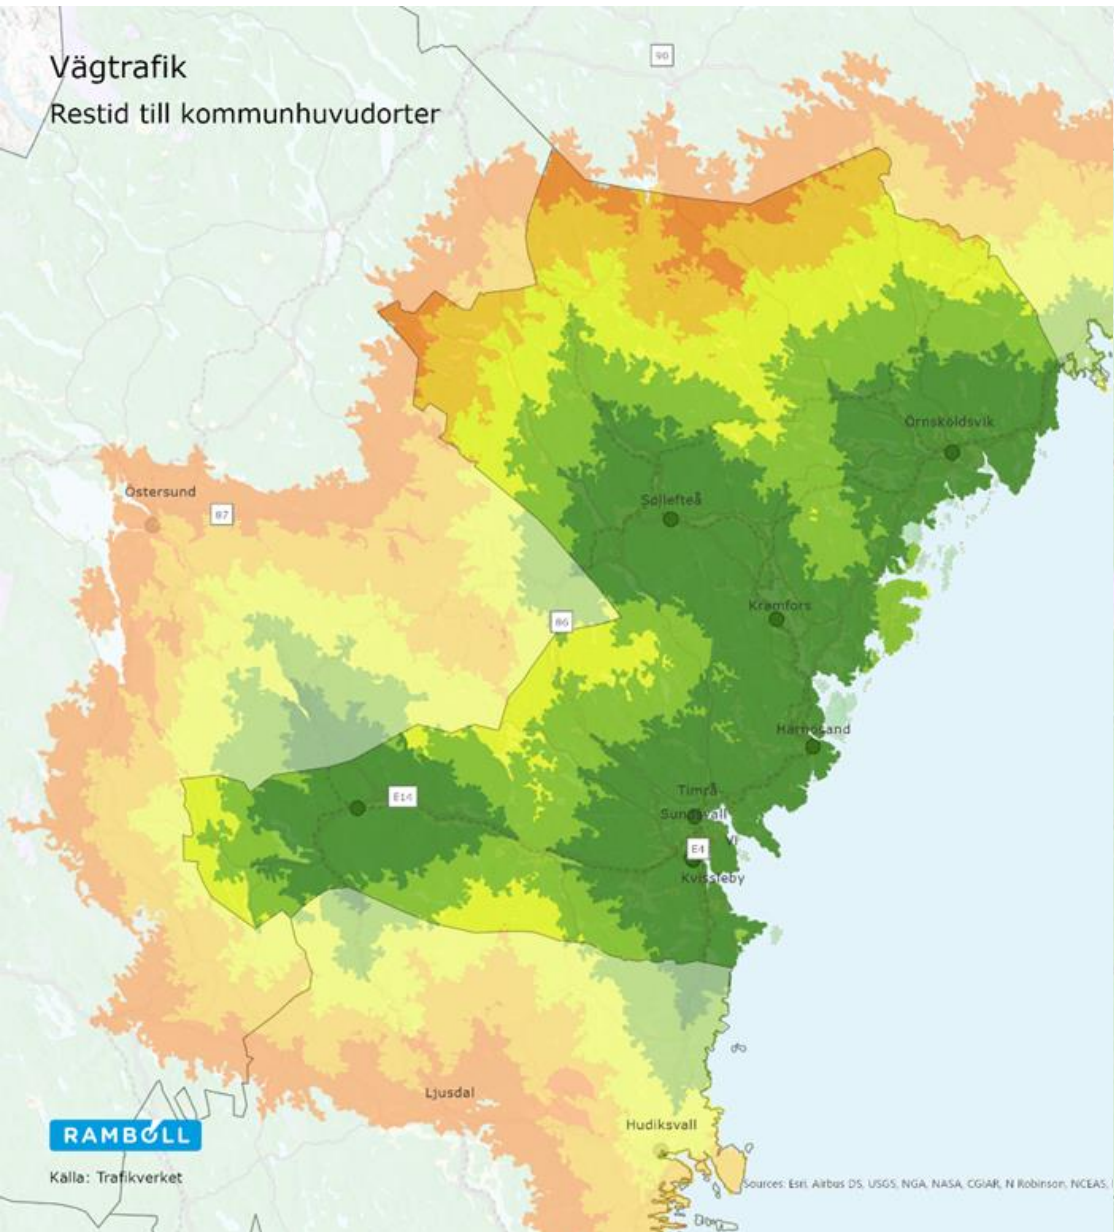 90
Vägtrafik
Restid till kommunhuvudorter
Örnsköldsvik
Östersund
Sollefteå
87
Kramfors
86
Härnösand
Timrå
E14
Sundsvall
E4
Kvissleby
Ljusdal
RAMBOLL
Hudiksvall
Källa: Trafikverket
Sources: Esri, Airbus DS, USGS, NGA, NASA, CGIAR, N Robinson, NCEAS,